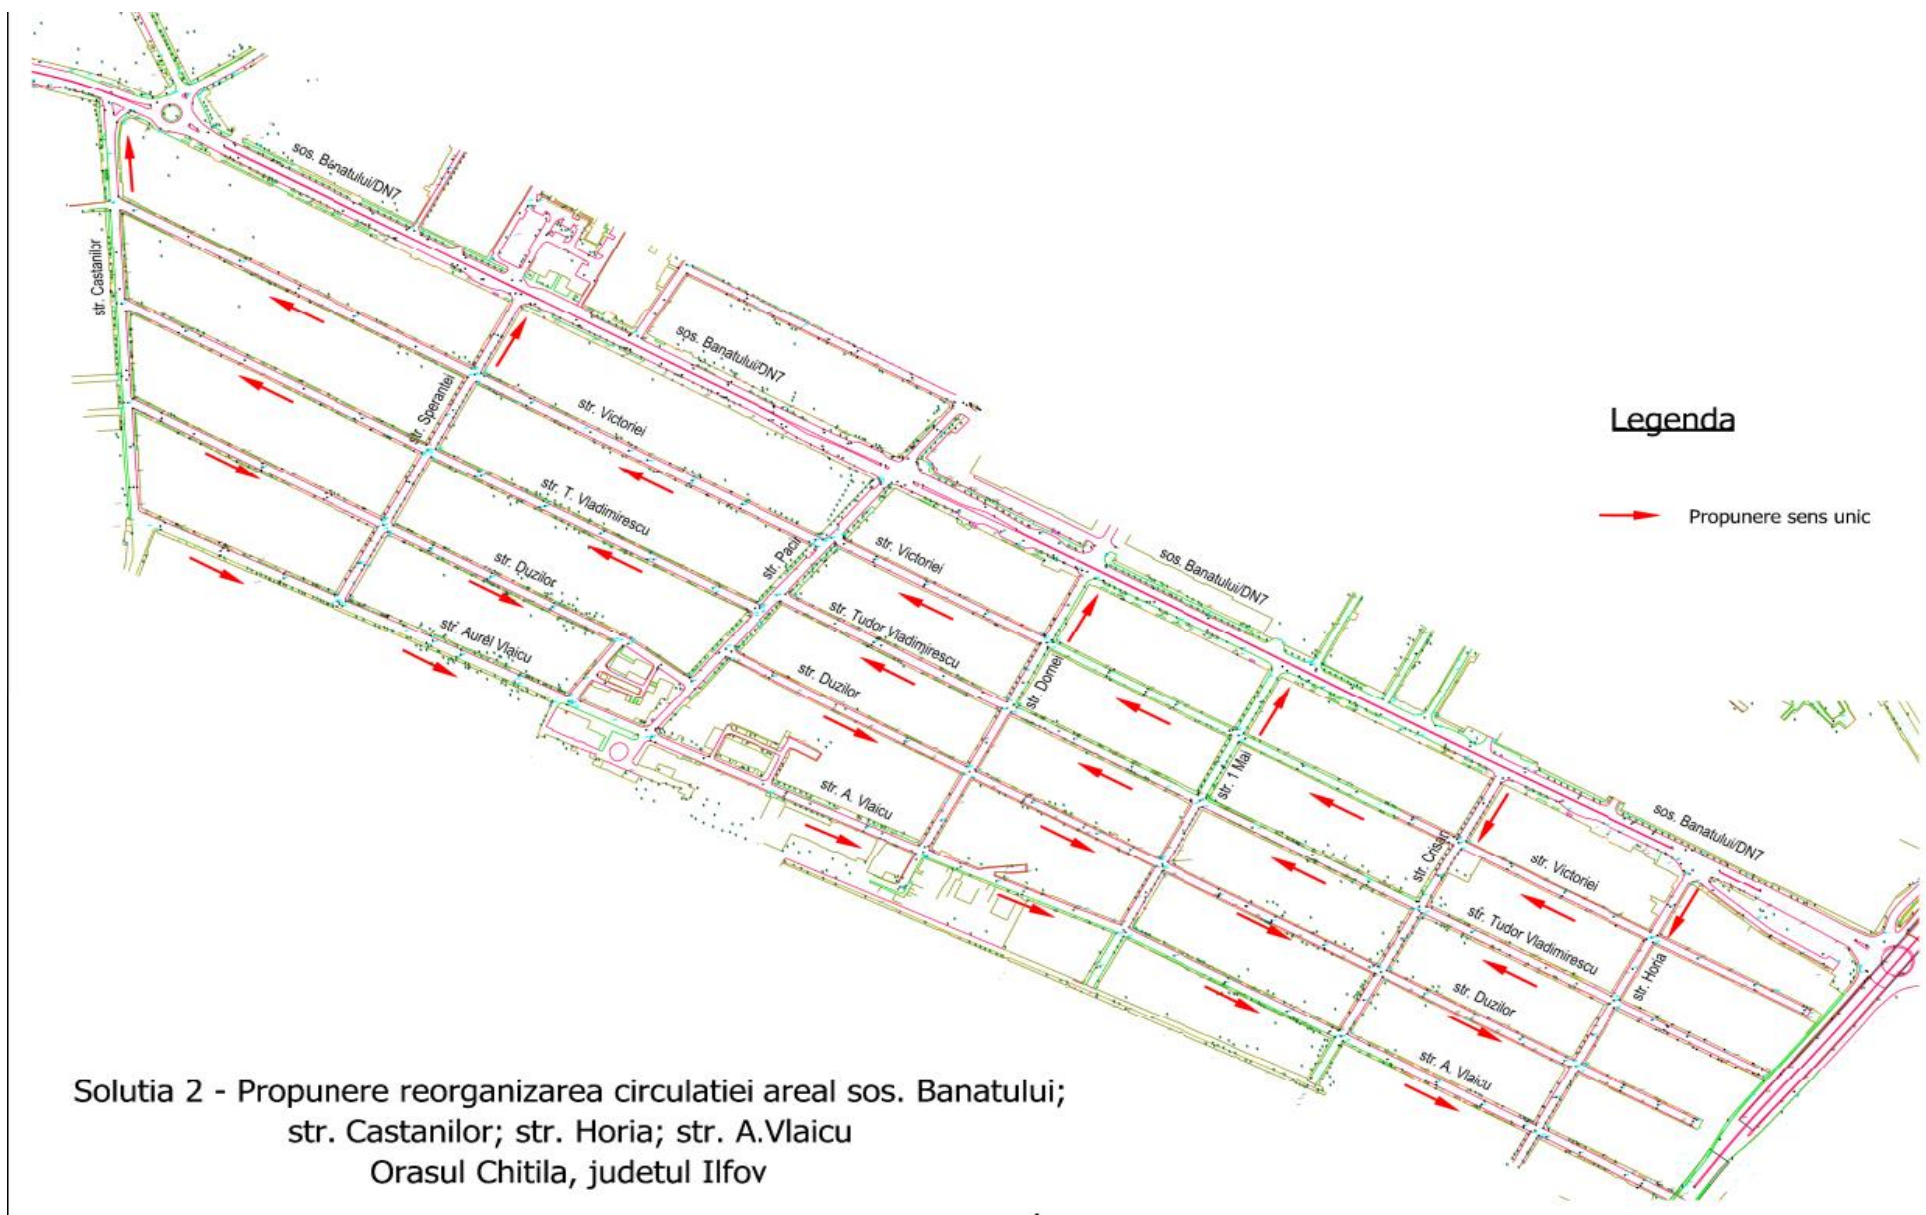 sos. Banatului/DN7
str. Castanilor
sos. Banatului/DN7
str. Sperantei
str. Victoriei
Legenda
Propunere sens unic
str. T. Vladimirescu
str. Pacii
str. Victoriei
sos. Banatului/DN7
str. Duzilor
str. Tudor Vladimirescu
str. Aurel Vlaicu
str. Duzilor
str. Dornei
str. 1 Mai
str. A. Vlaicu
sos. Banatului/DN7
str. Crisan
str. Victoriei
str. Tudor Vladimirescu
str. Horia
str. Duzilor
str. A. Vlaicu
Solutia 2 - Propunere reorganizarea circulatiei areal sos. Banatului;
str. Castanilor; str. Horia; str. A.Vlaicu
Orasul Chitila, judetul Ilfov